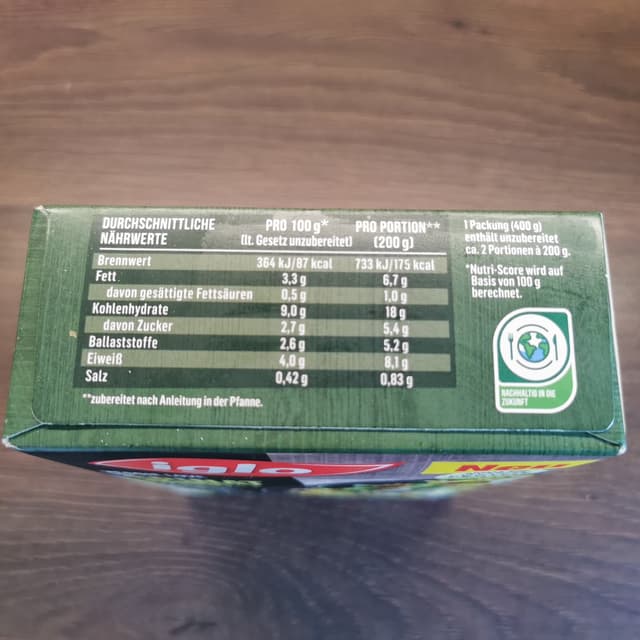 DURCHSCHNITTLICHE NÄHRWERTE PRO 100 g* (lt. Gesetz unzubereitet) PRO PORTION** (200 g)
Brennwert 364 kJ/87 kcal 733 kJ/175 kcal
Fett 3,3 g 6,7 g
davon gesättigte Fettsäuren 0,5 g 1,0 g
Kohlenhydrate 9,0 g 18 g
davon Zucker 2,7 g 5,4 g
Ballaststoffe 2,6 g 5,2 g
Eiweiß 4,0 g 8,1 g
Salz 0,42 g 0,83 g
**zubereitet nach Anleitung in der Pfanne.
1 Packung (400 g)
enthält unzubereitet
ca. 2 Portionen à 200 g.
*Nutri-Score wird auf
Basis von 100 g
berechnet.
NACHHALTIG IN DIE
ZUKUNFT
iglo
Neu